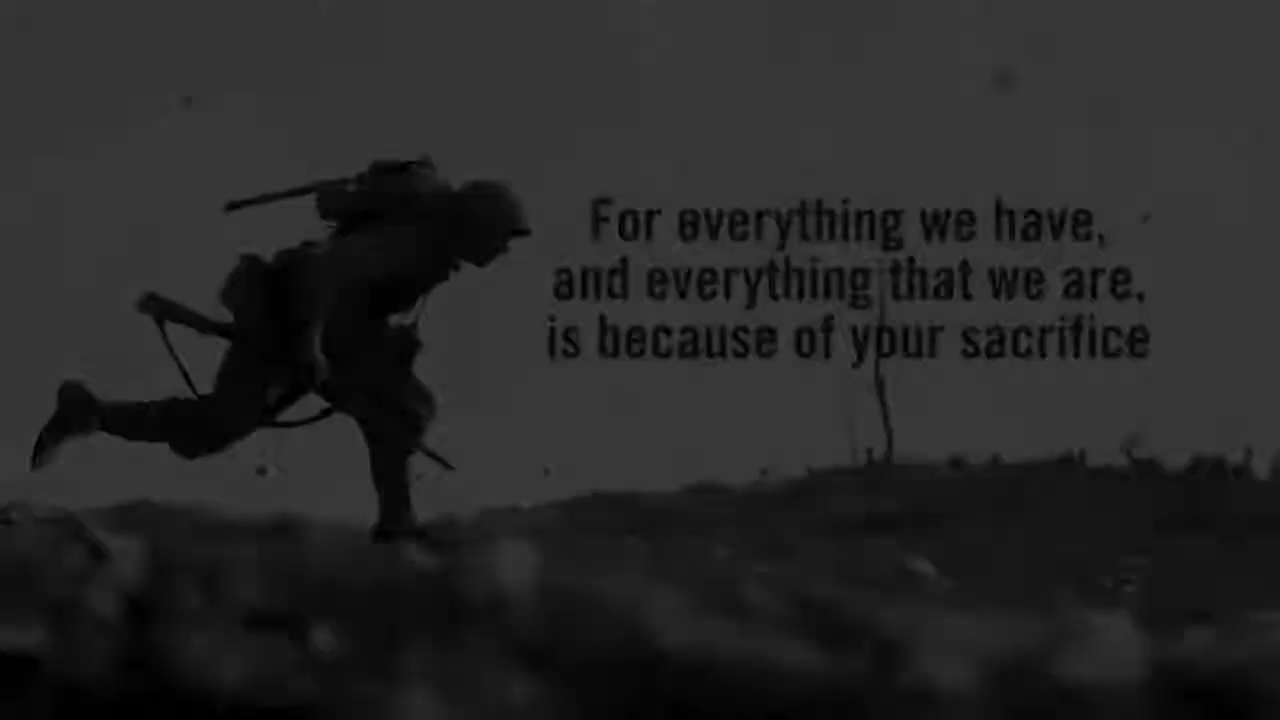 For everything we have,
and everything that we are,
is because of your sacrifice